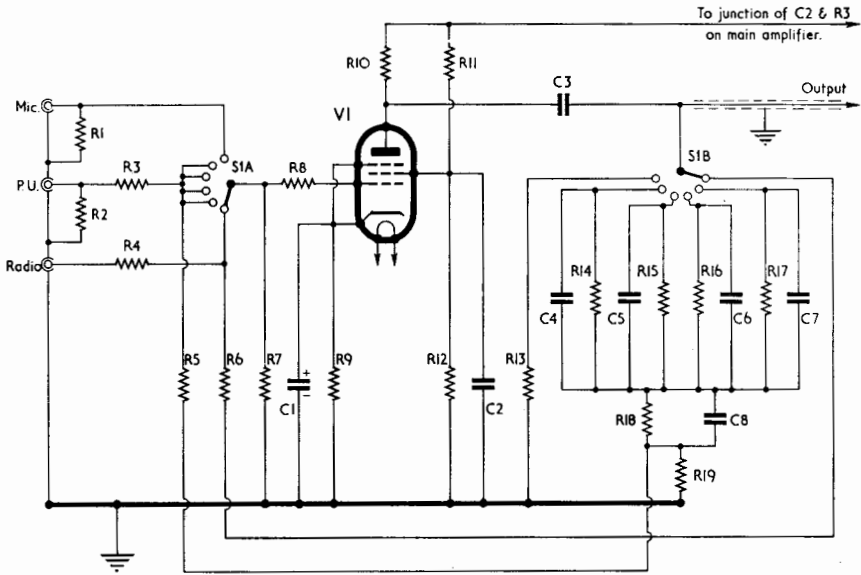 To junction of C2 & R3
on main amplifier.
R10
R11
C3
Output
Mic.
V1
R1
S1A
S1B
R3
R8
P.U.
R2
R4
Radio
R14
R15
R16
R17
C4
C5
C6
C7
R5
R6
R7
R9
R12
R13
+
−
C1
C2
R18
C8
R19